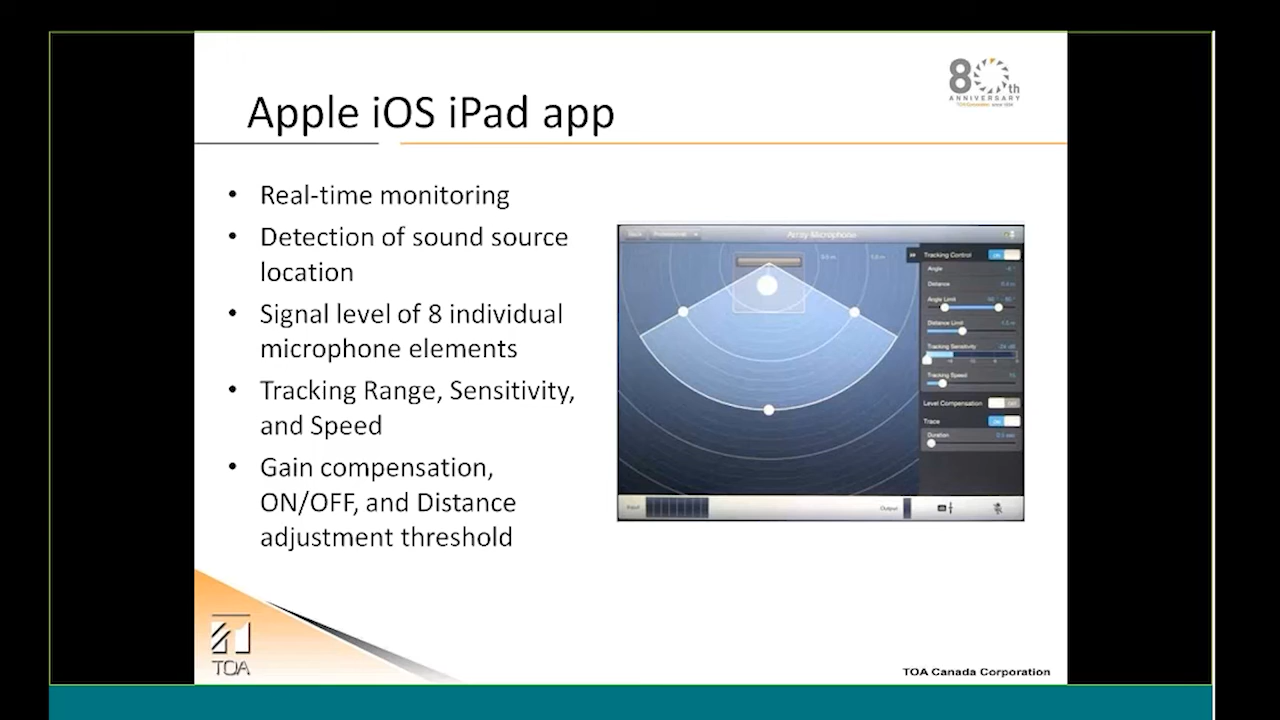 80th
ANNIVERSARY
Apple iOS iPad app
• Real-time monitoring
• Detection of sound source
location
• Signal level of 8 individual
microphone elements
• Tracking Range, Sensitivity,
and Speed
• Gain compensation,
ON/OFF, and Distance
adjustment threshold
Array Microphone
Tracking Control
Angle
Distance
Angle Limit
Distance Limit
Tracking Sensitivity
Tracking Speed
Level Compensation
Trace
Duration
Input
Output
TOA
TOA Canada Corporation